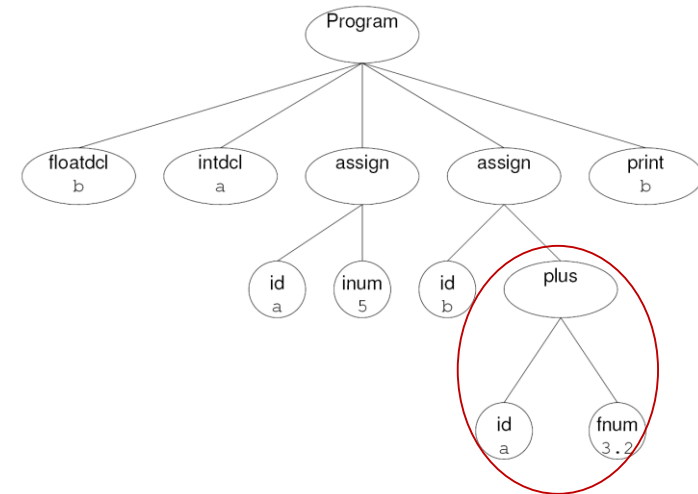 Program
floatdcl
b
intdcl
a
assign
assign
print
b
id
a
inum
5
id
b
plus
id
a
fnum
3.2